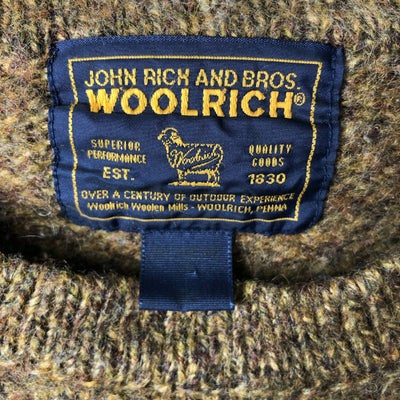 JOHN RICH AND BROS.
WOOLRICH®
SUPERIOR PERFORMANCE
Woolrich
QUALITY GOODS
EST. 1830
OVER A CENTURY OF OUTDOOR EXPERIENCE
Woolrich Woolen Mills - WOOLRICH, PENNA